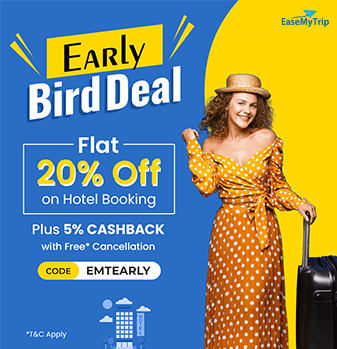 EaseMyTrip
EARLY
Bird Deal
Flat
20% Off
on Hotel Booking
Plus 5% CASHBACK
with Free* Cancellation
CODE EMTEARLY
*T&C Apply